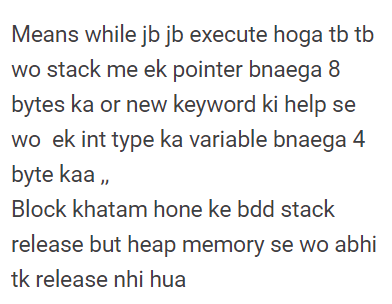 Means while jb jb execute hoga tb tb
wo stack me ek pointer bnaega 8
bytes ka or new keyword ki help se
wo  ek int type ka variable bnaega 4
byte kaa ,,
Block khatam hone ke bdd stack
release but heap memory se wo abhi
tk release nhi hua